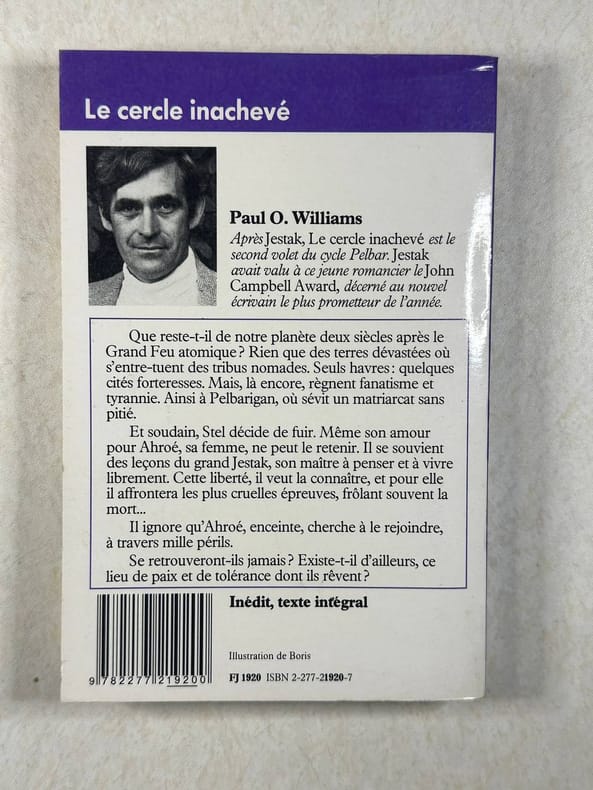 Le cercle inachevé
Paul O. Williams
Après Jestak, Le cercle inachevé est le
second volet du cycle Pelbar. Jestak
avait valu à ce jeune romancier le John
Campbell Award, décerné au nouvel
écrivain le plus prometteur de l'année.
Que reste-t-il de notre planète deux siècles après le
Grand Feu atomique ? Rien que des terres dévastées où
s'entre-tuent des tribus nomades. Seuls havres : quelques
cités forteresses. Mais, là encore, règnent fanatisme et
tyrannie. Ainsi à Pelbarigan, où sévit un matriarcat sans
pitié.
Et soudain, Stel décide de fuir. Même son amour
pour Ahroé, sa femme, ne peut le retenir. Il se souvient
des leçons du grand Jestak, son maître à penser et à vivre
librement. Cette liberté, il veut la connaître, et pour elle
il affrontera les plus cruelles épreuves, frôlant souvent la
mort...
Il ignore qu'Ahroé, enceinte, cherche à le rejoindre,
à travers mille périls.
Se retrouveront-ils jamais ? Existe-t-il d'ailleurs, ce
lieu de paix et de tolérance dont ils rêvent ?
Inédit, texte intégral
Illustration de Boris
FJ 1920 ISBN 2-277-21920-7
9 782277 219200